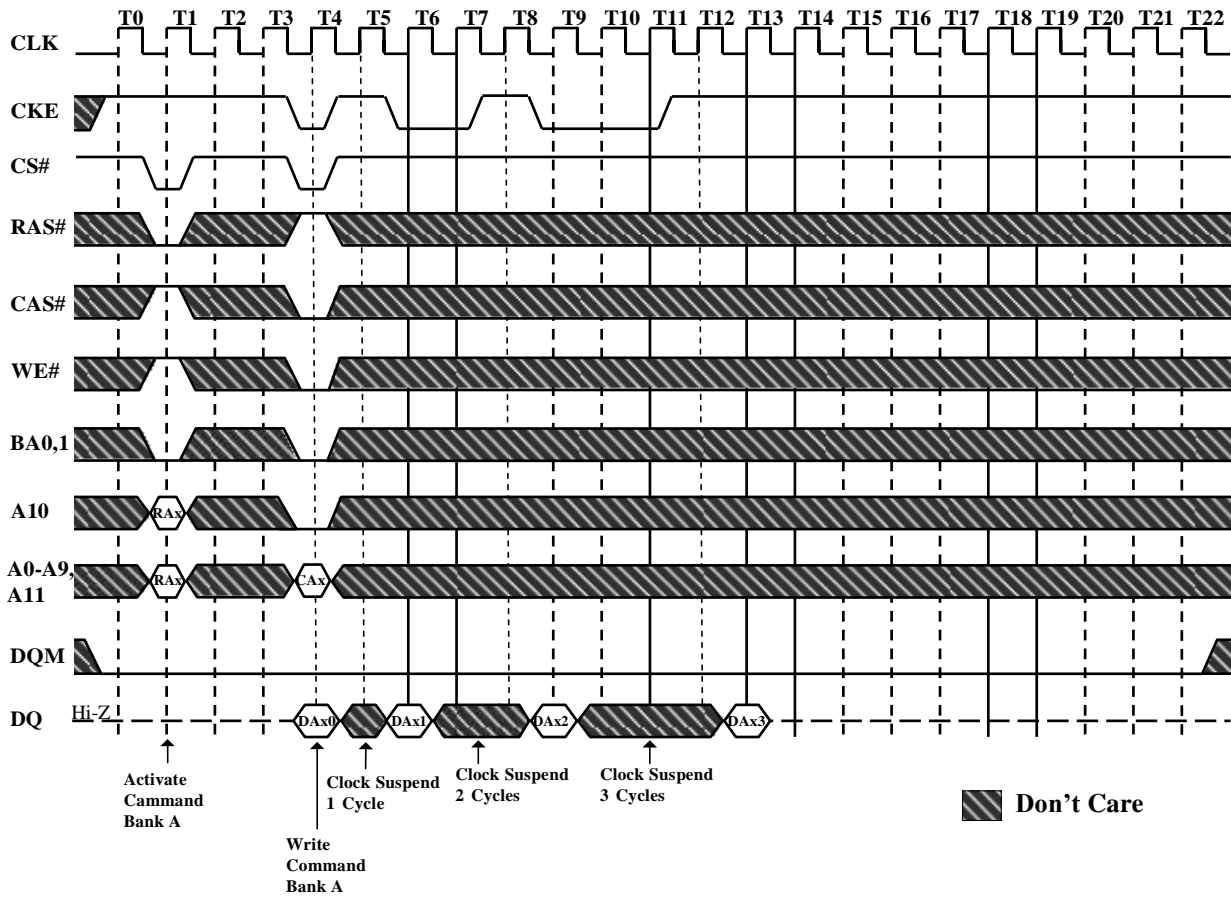 T0 T1 T2 T3 T4 T5 T6 T7 T8 T9 T10 T11 T12 T13 T14 T15 T16 T17 T18 T19 T20 T21 T22
CLK
CKE
CS#
RAS#
CAS#
WE#
BA0,1
A10
RAx
A0-A9,
A11
RAx
CAx
DQM
DQ
Hi-Z
DAx0
DAx1
DAx2
DAx3
Activate
Cammand
Bank A
Write
Command
Bank A
Clock Suspend
1 Cycle
Clock Suspend
2 Cycles
Clock Suspend
3 Cycles
Don't Care